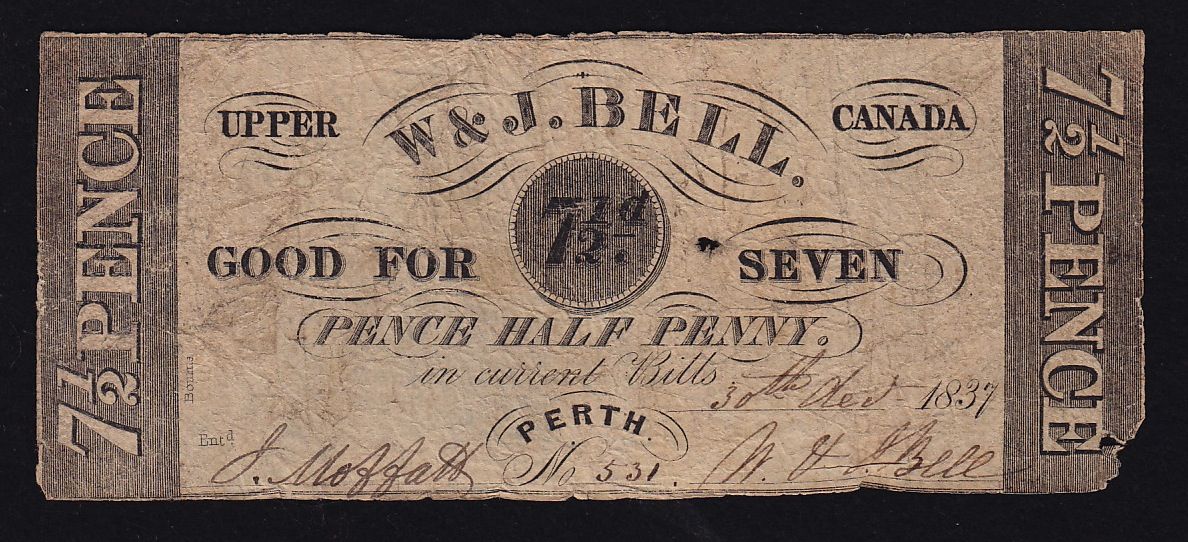 7½ PENCE
UPPER W & J. BELL, CANADA
7½d.
GOOD FOR SEVEN
PENCE HALF PENNY.
in current Bills
30th dec 1837
PERTH.
Entd J. Moffatt No 531. W. & J. Bell
7½ PENCE